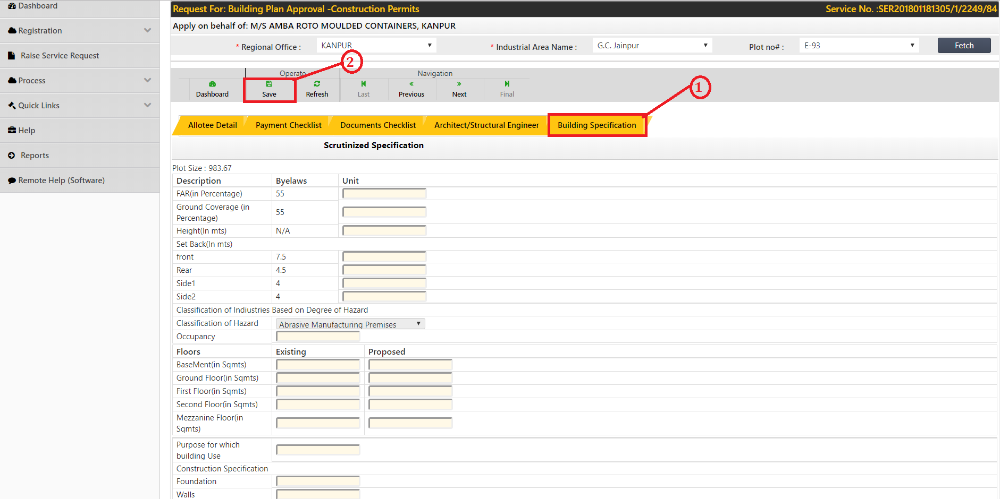 Dashboard
Registration
Raise Service Request
Process
Quick Links
Help
Reports
Remote Help (Software)
Request For: Building Plan Approval -Construction Permits
Service No. :SER201801181305/1/2249/84
Apply on behalf of: M/S AMBA ROTO MOULDED CONTAINERS, KANPUR
* Regional Office : KANPUR
* Industrial Area Name : G.C. Jainpur
Plot no# : E-93
Fetch
Operate
Navigation
2
1
Dashboard
Save
Refresh
Last
Previous
Next
Final
Allotee Detail
Payment Checklist
Documents Checklist
Architect/Structural Engineer
Building Specification
Scrutinized Specification
Plot Size : 983.67
Description Byelaws Unit
FAR(in Percentage) 55
Ground Coverage (in
Percentage)
55
Height(In mts) N/A
Set Back(In mts)
front 7.5
Rear 4.5
Side1 4
Side2 4
Classification of Indiustries Based on Degree of Hazard
Classification of Hazard Abrasive Manufacturing Premises
Occupancy
Floors Existing Proposed
BaseMent(in Sqmts)
Ground Floor(in Sqmts)
First Floor(in Sqmts)
Second Floor(in Sqmts)
Mezzanine Floor(in
Sqmts)
Purpose for which
building Use
Construction Specification
Foundation
Walls